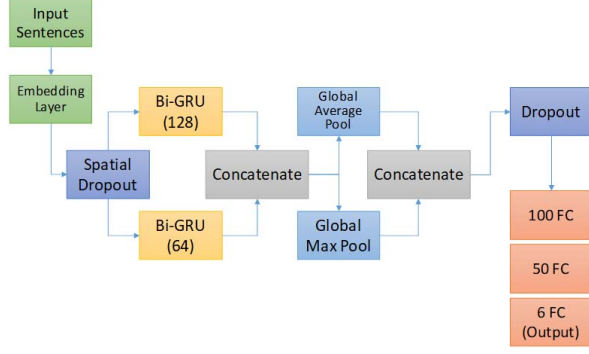 Input
Sentences
Embedding
Layer
Spatial
Dropout
Bi-GRU
(128)
Bi-GRU
(64)
Concatenate
Global
Average
Pool
Global
Max Pool
Concatenate
Dropout
100 FC
50 FC
6 FC
(Output)